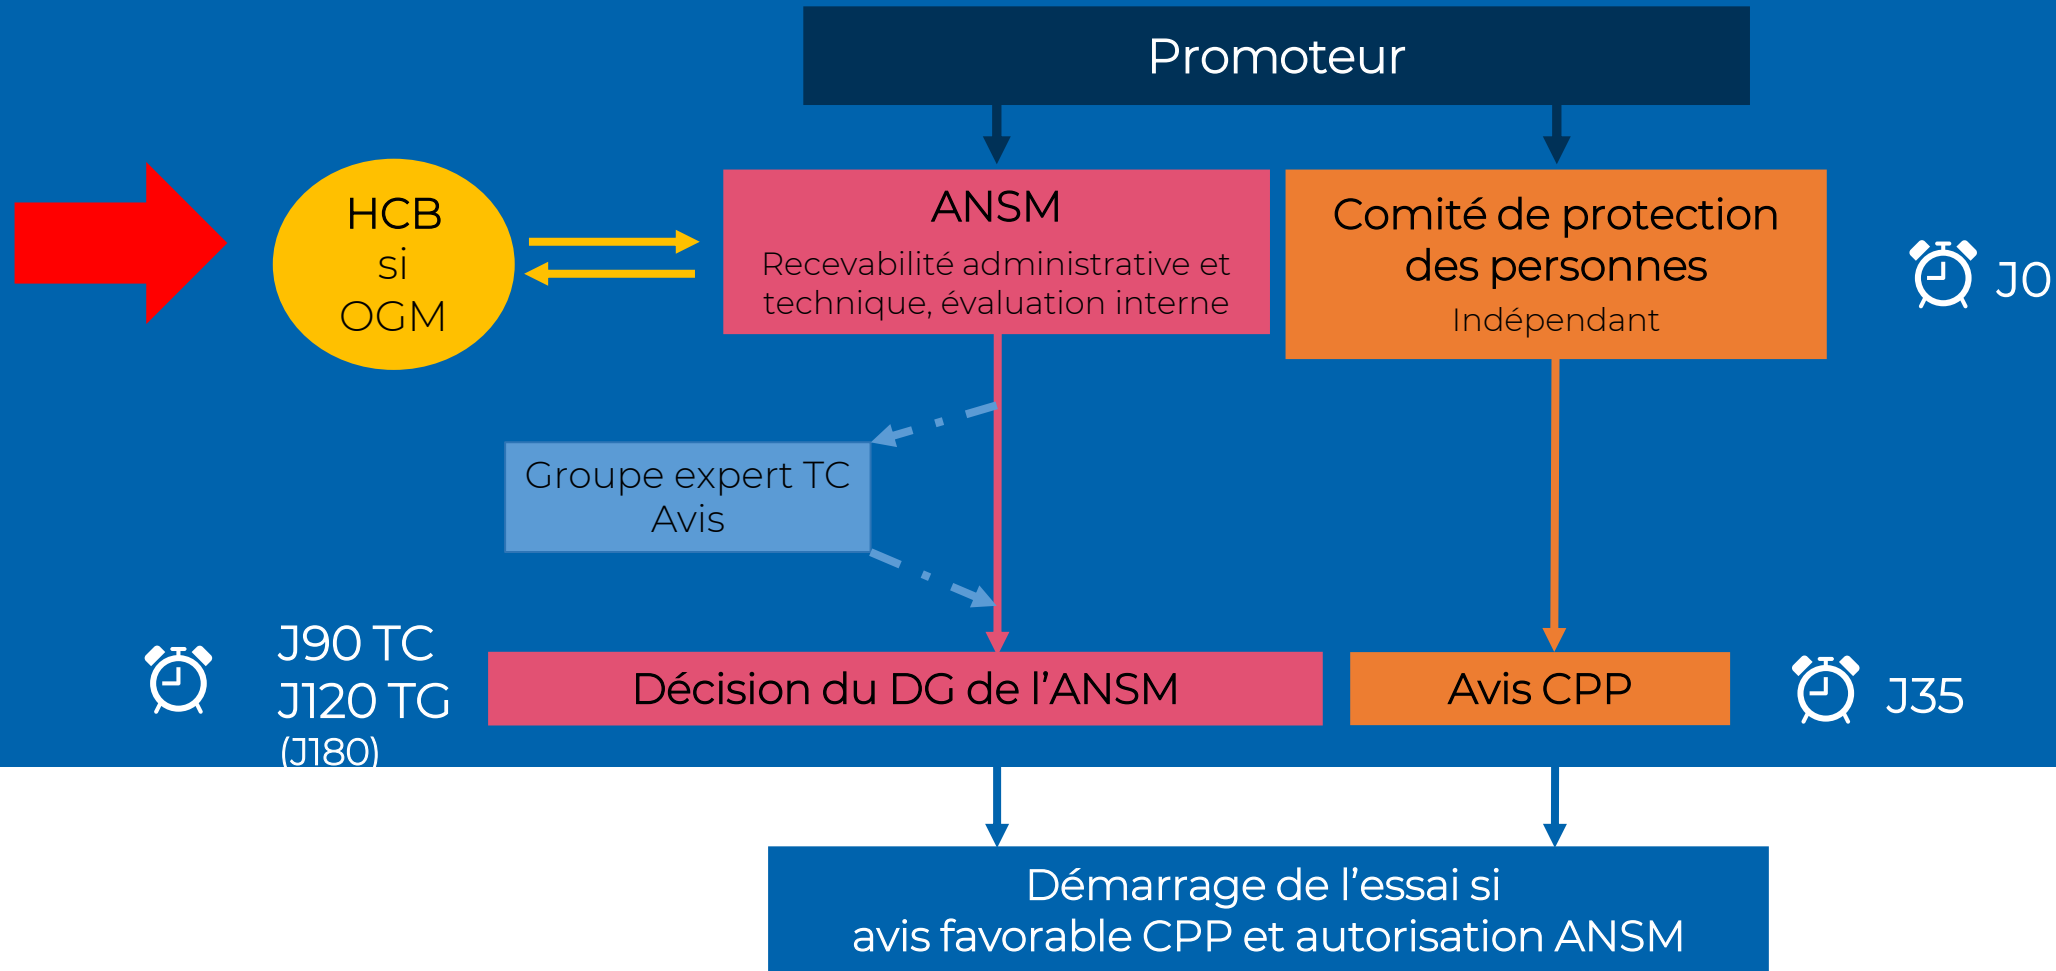 Promoteur
HCB
si
OGM
ANSM
Recevabilité administrative et
technique, évaluation interne
Comité de protection
des personnes
Indépendant
J0
Groupe expert TC
Avis
J90 TC
J120 TG
(J180)
Décision du DG de l’ANSM
Avis CPP
J35
Démarrage de l’essai si
avis favorable CPP et autorisation ANSM